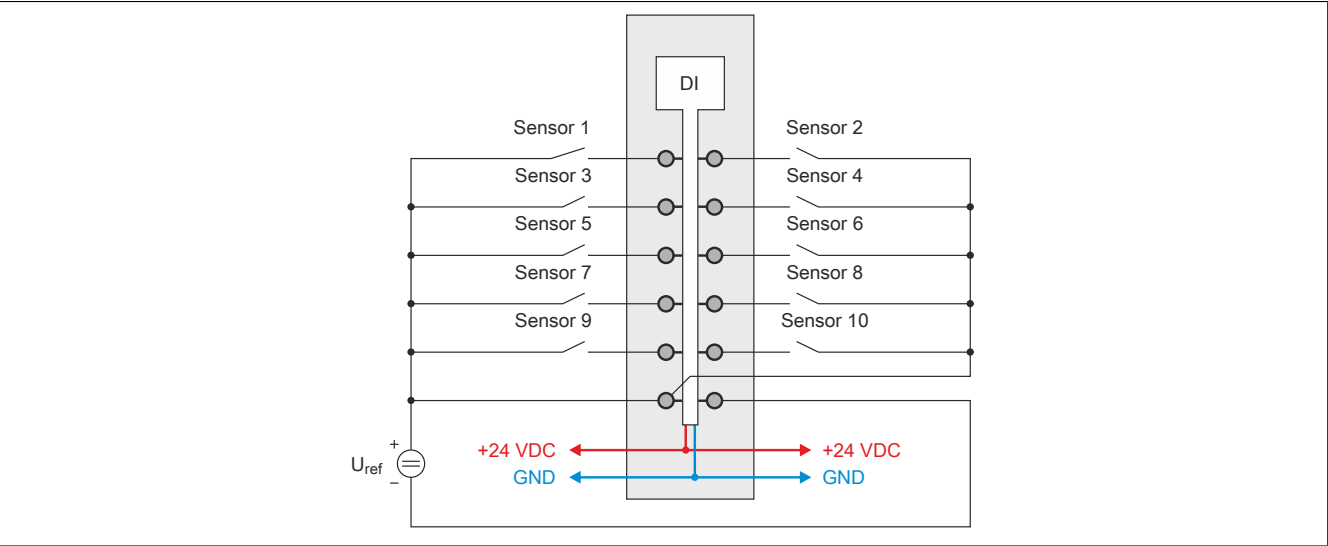 DI
Sensor 1
Sensor 2
Sensor 3
Sensor 4
Sensor 5
Sensor 6
Sensor 7
Sensor 8
Sensor 9
Sensor 10
+
Uref
−
+24 VDC
+24 VDC
GND
GND